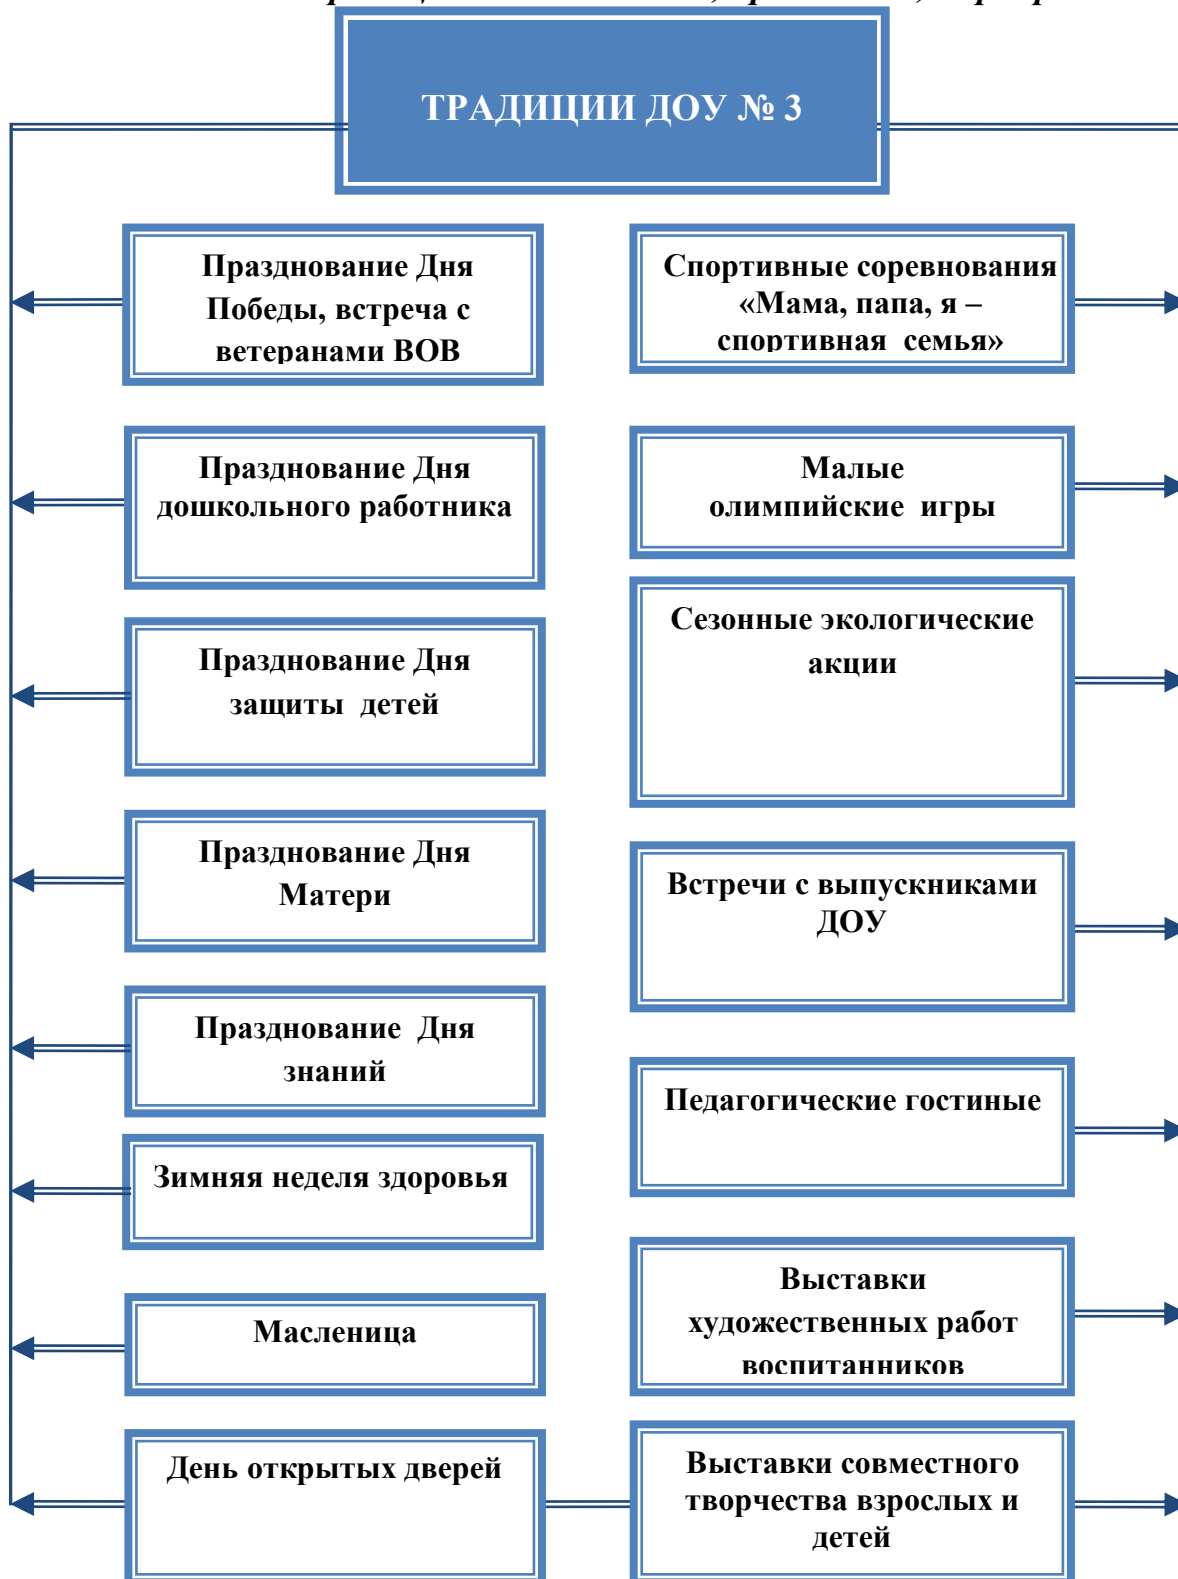 ТРАДИЦИИ ДОУ № 3
Празднование Дня
Победы, встреча с
ветеранами ВОВ
Празднование Дня
дошкольного работника
Празднование Дня
защиты детей
Празднование Дня
Матери
Празднование Дня
знаний
Зимняя неделя здоровья
Масленица
День открытых дверей
Спортивные соревнования
«Мама, папа, я –
спортивная семья»
Малые
олимпийские игры
Сезонные экологические
акции
Встречи с выпускниками
ДОУ
Педагогические гостиные
Выставки
художественных работ
воспитанников
Выставки совместного
творчества взрослых и
детей